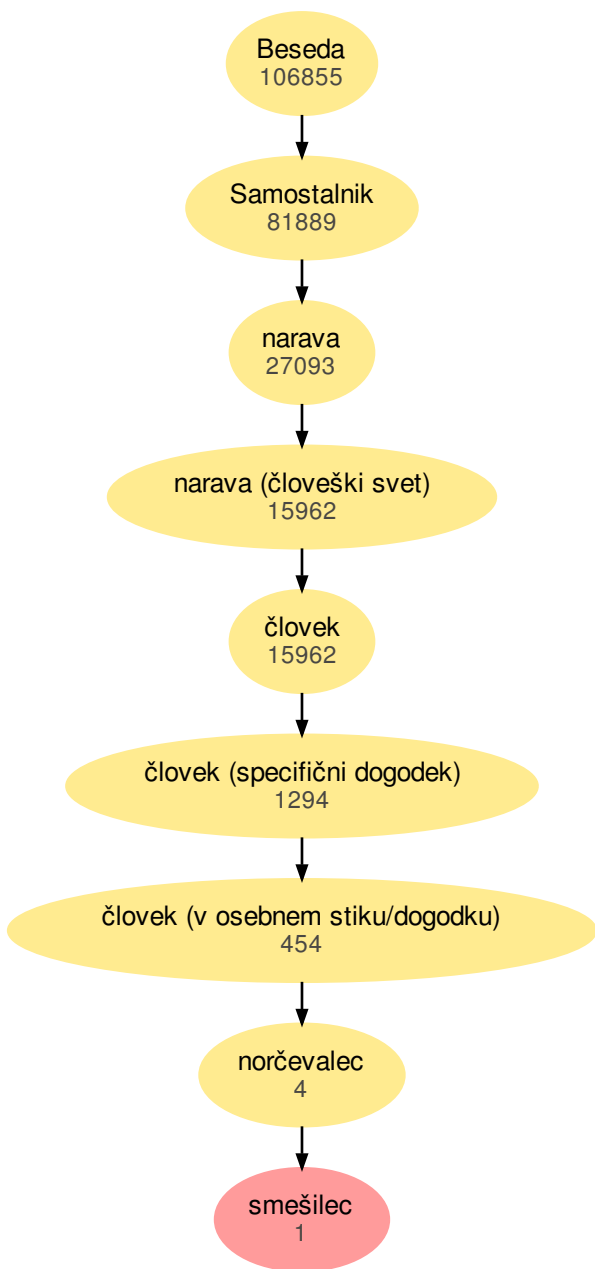 Beseda
106855
Samostalnik
81889
narava
27093
narava (človeški svet)
15962
človek
15962
človek (specifični dogodek)
1294
človek (v osebnem stiku/dogodku)
454
norčevalec
4
smešilec
1